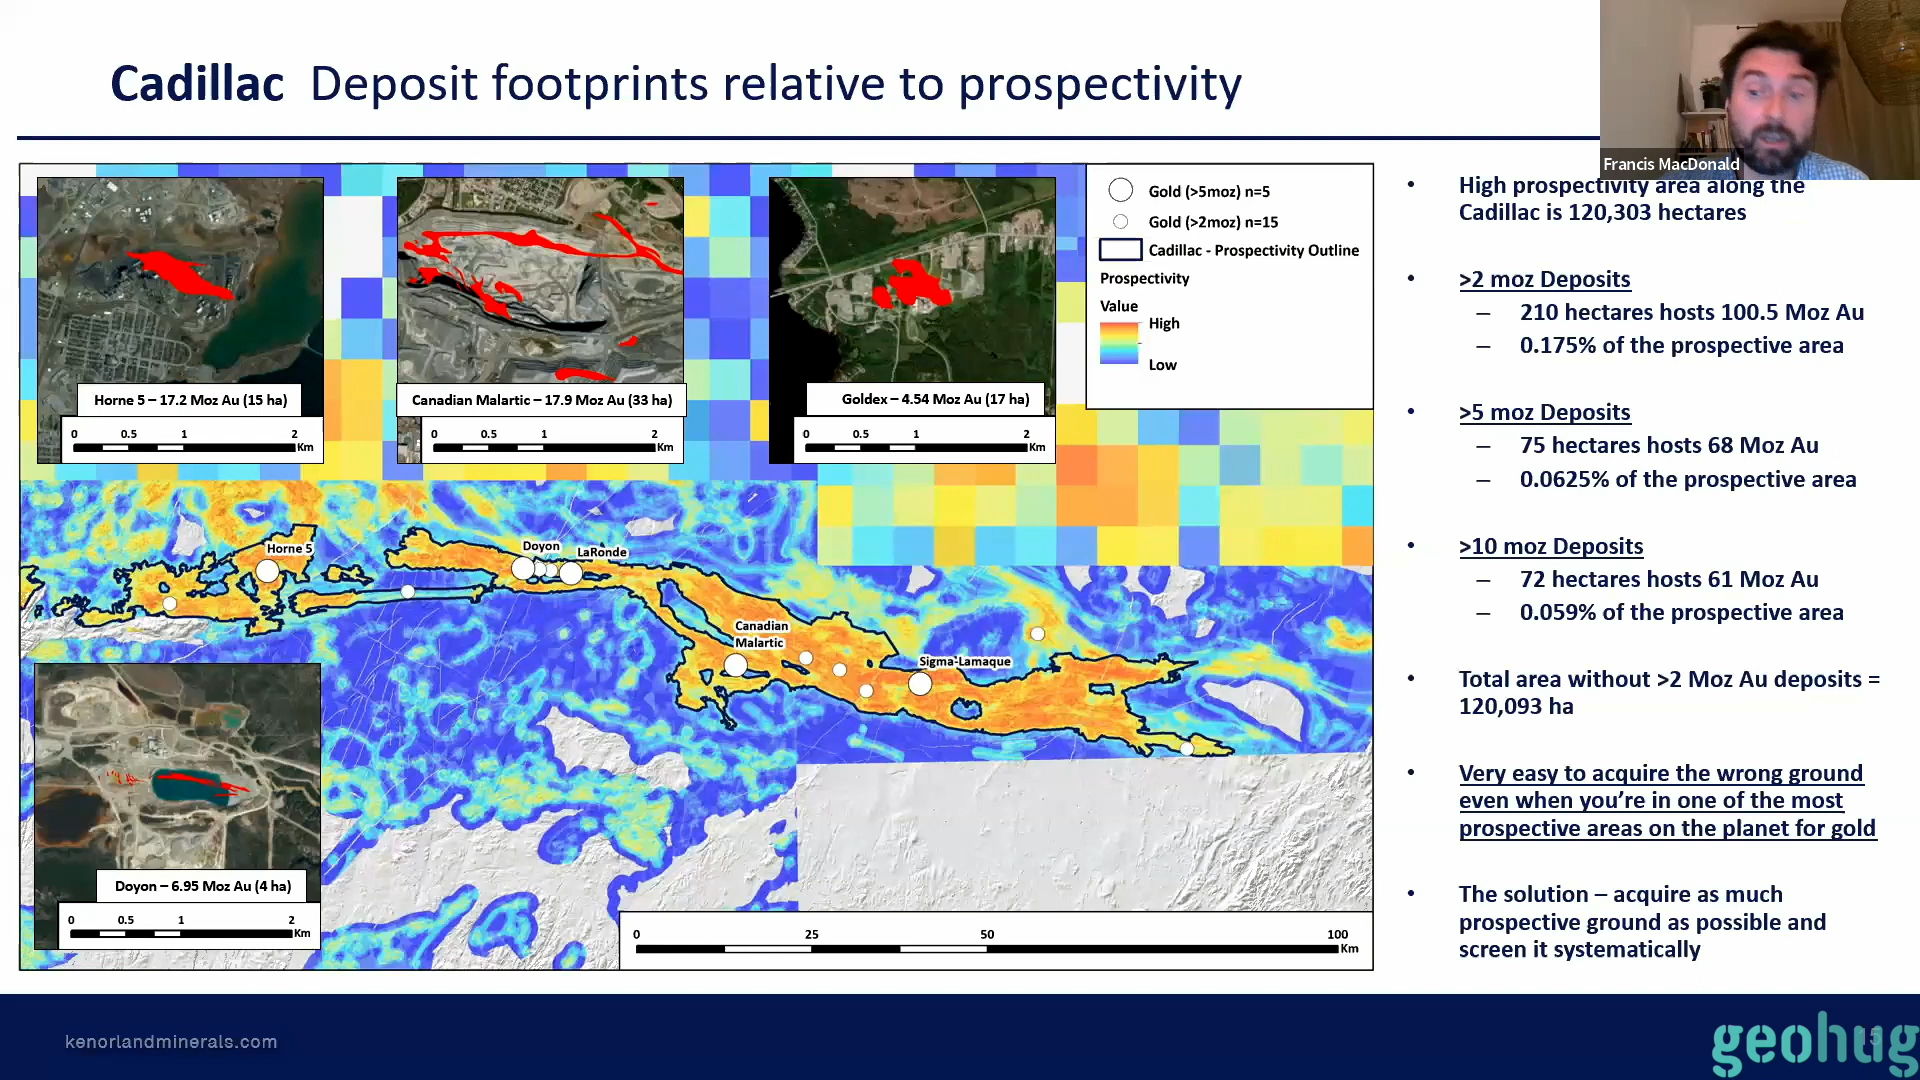 Cadillac Deposit footprints relative to prospectivity
Francis MacDonald
Horne 5 – 17.2 Moz Au (15 ha)
0 0.5 1 2
Km
Canadian Malartic – 17.9 Moz Au (33 ha)
0 0.5 1 2
Km
Goldex – 4.54 Moz Au (17 ha)
0 0.5 1 2
Km
Gold (>5moz) n=5
Gold (>2moz) n=15
Cadillac - Prospectivity Outline
Prospectivity
Value
High
Low
Horne 5
Doyon
LaRonde
Canadian
Malartic
Sigma-Lamaque
Doyon – 6.95 Moz Au (4 ha)
0 0.5 1 2
Km
0 25 50 100
Km
• High prospectivity area along the
Cadillac is 120,303 hectares
• >2 moz Deposits
– 210 hectares hosts 100.5 Moz Au
– 0.175% of the prospective area
• >5 moz Deposits
– 75 hectares hosts 68 Moz Au
– 0.0625% of the prospective area
• >10 moz Deposits
– 72 hectares hosts 61 Moz Au
– 0.059% of the prospective area
• Total area without >2 Moz Au deposits =
120,093 ha
• Very easy to acquire the wrong ground
even when you’re in one of the most
prospective areas on the planet for gold
• The solution – acquire as much
prospective ground as possible and
screen it systematically
kenorlandminerals.com
geohug
15